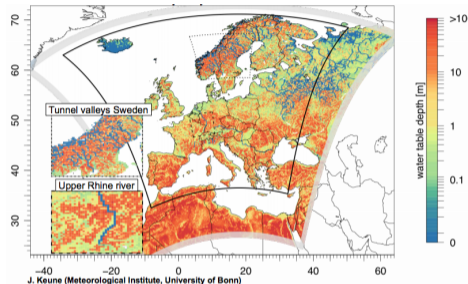 70
60
50
40
30
Tunnel valleys Sweden
Upper Rhine river
−40 −20 0 20 40 60
J. Keune (Meteorological Institute, University of Bonn)
>10
10
1
0.1
0
water table depth [m]